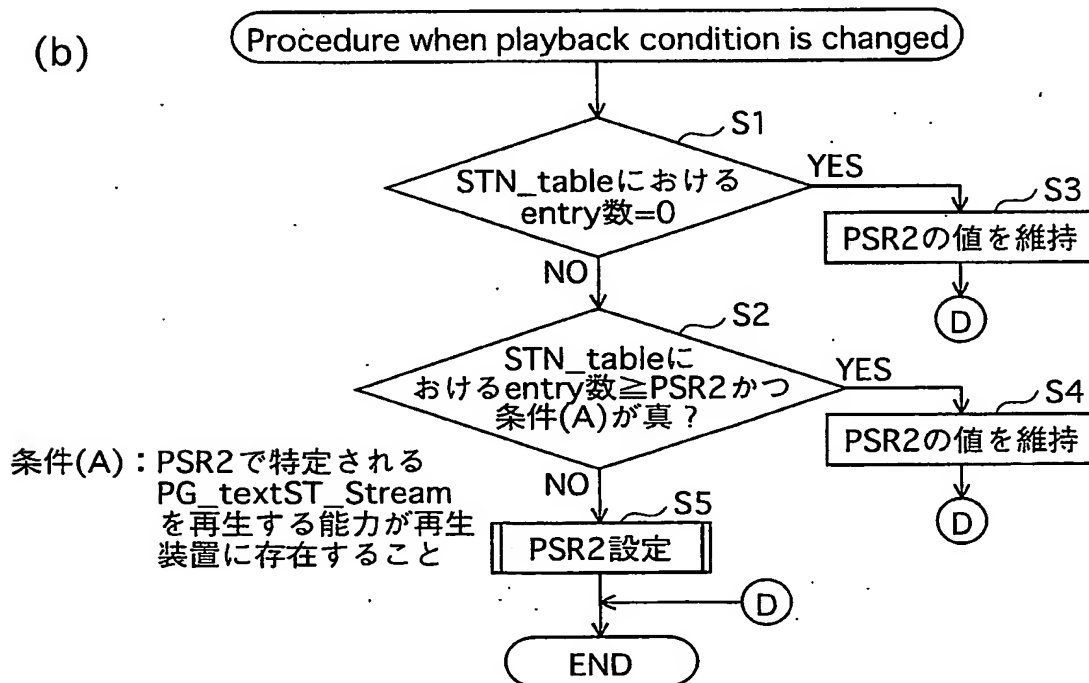 (b)
Procedure when playback condition is changed
S1
STN_tableにおける
entry数=0
YES
S3
PSR2の値を維持
D
NO
S2
STN_tableに
おけるentry数≧PSR2かつ
条件(A)が真？
YES
S4
PSR2の値を維持
D
条件(A)：PSR2で特定される
PG_textST_Stream
を再生する能力が再生
装置に存在すること
NO
S5
PSR2設定
D
END